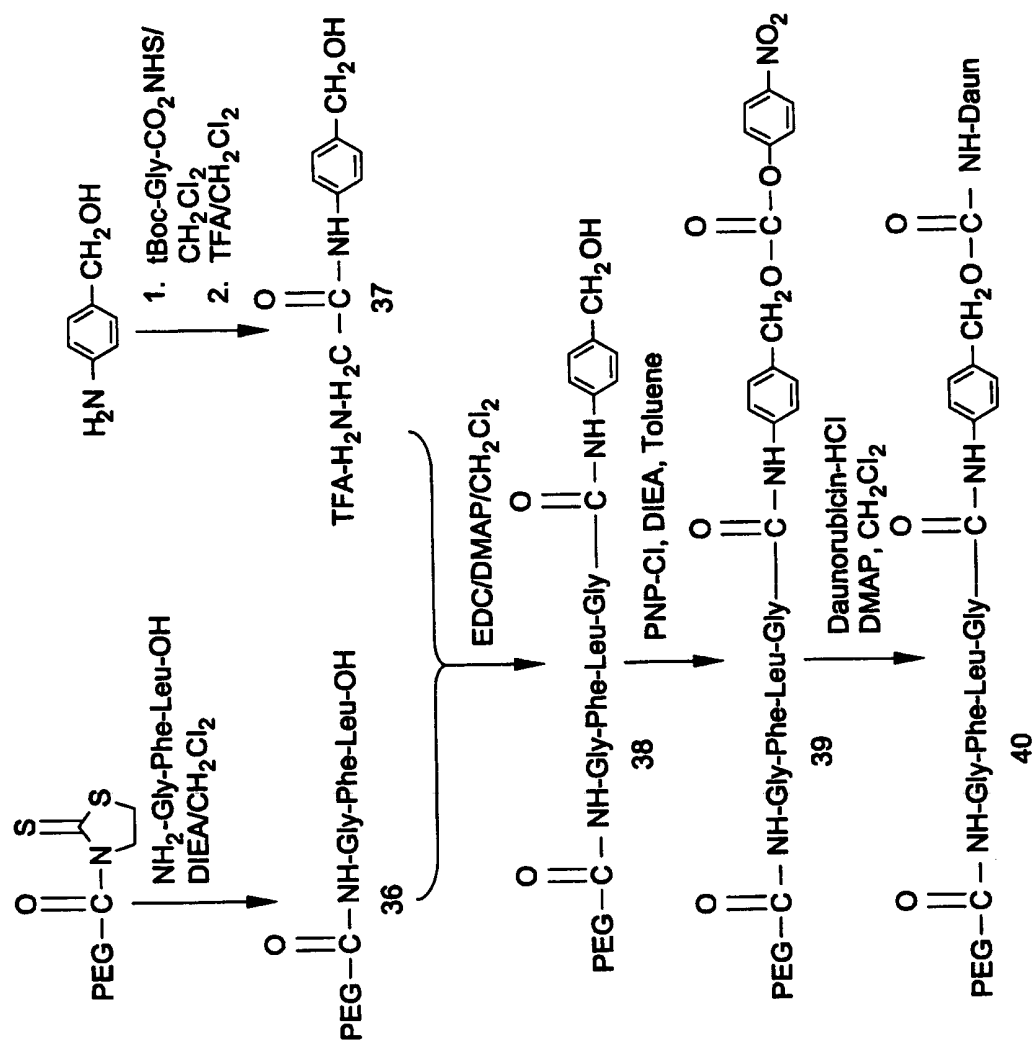 H₂N CH₂OH
1. tBoc-Gly-CO₂NHS/
CH₂Cl₂
2. TFA/CH₂Cl₂
O
TFA-H₂N-H₂C–C–NH CH₂OH
37
O S
PEG–C–N S
NH₂-Gly-Phe-Leu-OH
DIEA/CH₂Cl₂
O
PEG–C–NH-Gly-Phe-Leu-OH
36
EDC/DMAP/CH₂Cl₂
O O
PEG–C–NH-Gly-Phe-Leu-Gly C–NH CH₂OH
38
PNP-Cl, DIEA, Toluene
O O O
PEG–C–NH-Gly-Phe-Leu-Gly C–NH CH₂O–C–O NO₂
39
Daunorubicin-HCl
DMAP, CH₂Cl₂
O O O
PEG–C–NH-Gly-Phe-Leu-Gly C–NH CH₂–O–C–NH-Daun
40